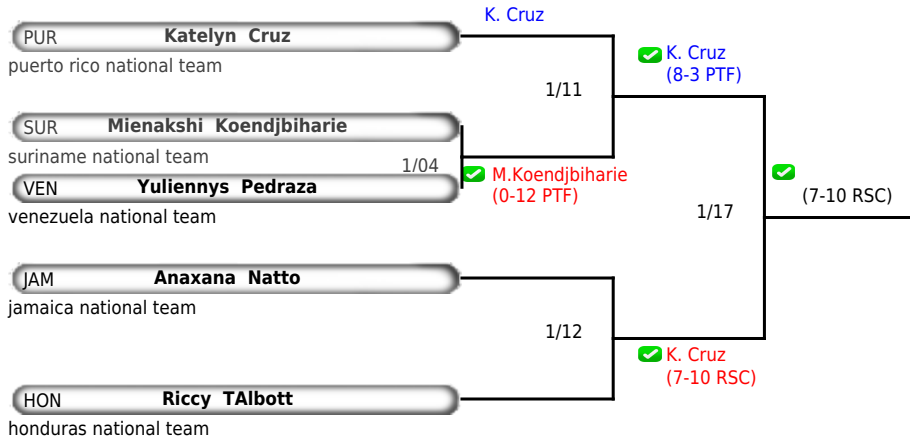 K. Cruz
PUR Katelyn Cruz
puerto rico national team
K. Cruz
(8-3 PTF)
1/11
SUR Mienakshi Koendjbiharie
suriname national team
1/04
M.Koendjbiharie
(0-12 PTF)
VEN Yuliennys Pedraza
venezuela national team
(7-10 RSC)
1/17
JAM Anaxana Natto
jamaica national team
1/12
K. Cruz
(7-10 RSC)
HON Riccy TAlbott
honduras national team